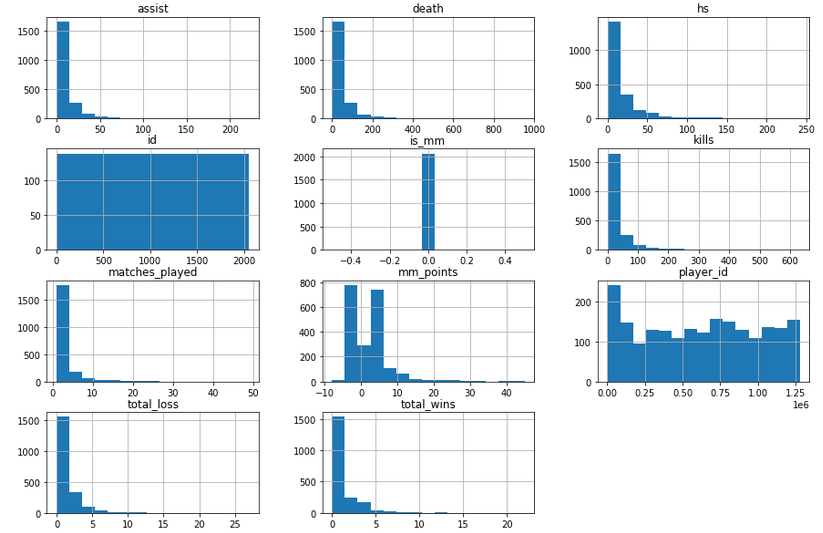 assist death hs
1500
1000
500
0
0 50 100 150 200
1500
1000
500
0
0 200 400 600 800 1000
1000
500
0
0 50 100 150 200 250
id is_mm kills
100
50
0
0 500 1000 1500 2000
2000
1500
1000
500
0
−0.4 −0.2 0.0 0.2 0.4
1500
1000
500
0
0 100 200 300 400 500 600
matches_played mm_points player_id
1500
1000
500
0
0 10 20 30 40 50
800
600
400
200
0
−10 0 10 20 30 40
200
100
0
0.00 0.25 0.50 0.75 1.00 1.25
1e6
total_loss total_wins
1500
1000
500
0
0 5 10 15 20 25
1500
1000
500
0
0 5 10 15 20